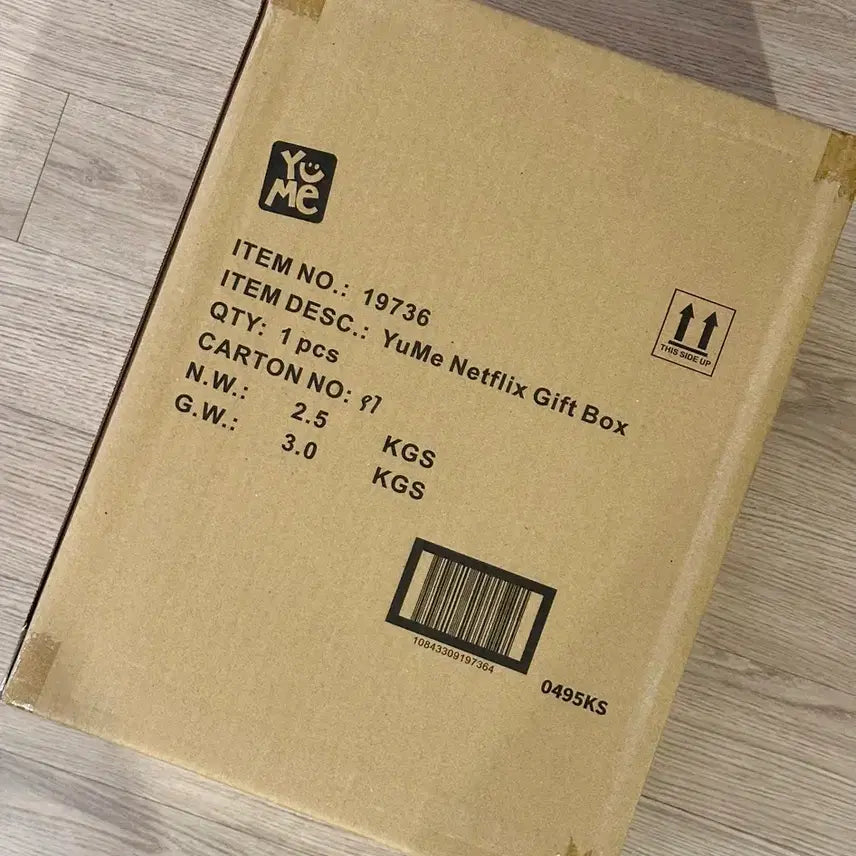 YuMe
ITEM NO.: 19736
ITEM DESC.: YuMe Netflix Gift Box
QTY: 1 pcs
CARTON NO:
N.W.: 2.5 KGS
G.W.: 3.0 KGS
THIS SIDE UP
10843309197364
0495KS